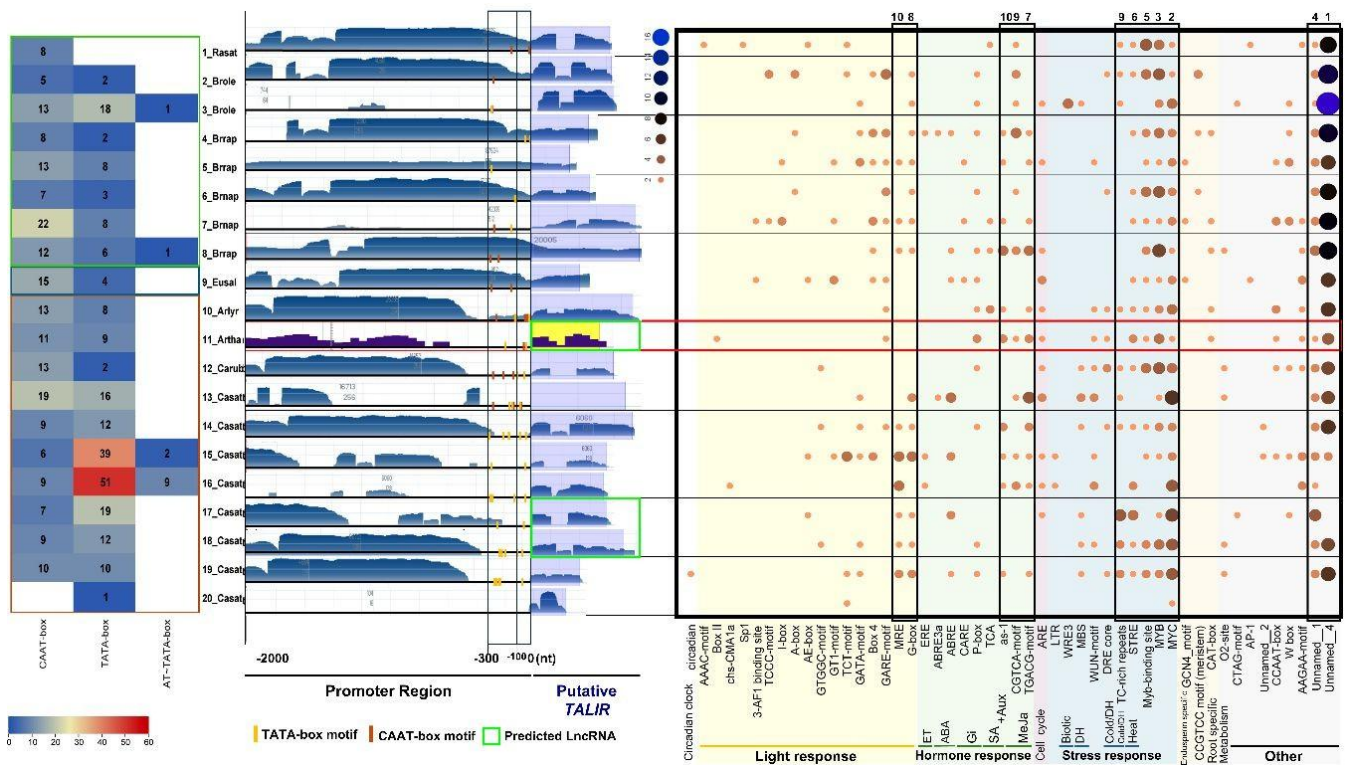 10 8
10 9 7
9 6 5 3 2
4 1
8
5 2
13 18 1
8 2
13 8
7 3
22 8
12 6 1
15 4
13 8
11 9
13 2
19 16
9 12
6 39 2
9 51 9
7 19
9 12
10 10
1
CAAT-box
TATA-box
AT-TATA-box
0 10 20 30 40 50 60
1_Rasat
2_Brole
3_Brole
4_Brrap
5_Brrap
6_Brnap
7_Brnap
8_Brrap
9_Eusal
10_Arlyr
11_Artha
12_Carub
13_Casat
14_Casat
15_Casat
16_Casat
17_Casat
18_Casat
19_Casat
20_Casat
20005
16713
256
6060
-2000 -300 -100 0(nt)
Promoter Region
Putative
TALIR
TATA-box motif CAAT-box motif Predicted LncRNA
16
14
12
10
8
6
4
2
circadian
AAAC-motif
Box II
chs-CMA1a
Sp1
3-AF1 binding site
TCCC-motif
I-box
A-box
AE-box
GTGGC-motif
GT1-motif
TCT-motif
GATA-motif
Box 4
GARE-motif
MRE
G-box
ERE
ABRE3a
ABRE
CARE
P-box
TCA
as-1
CGTCA-motif
TGACG-motif
ARE
LTR
WRE3
MBS
WUN-motif
DRE core
TC-rich repeats
STRE
Myb-binding site
MYB
MYC
GCN4_motif
CCGTCC motif (meristem)
CAT-box
O2-site
CTAG-motif
AP-1
Unnamed__2
CCAAT-box
W box
AAGAA-motif
Unnamed__1
Unnamed__4
Circadian clock
Light response
ET
ABA
Gi
SA
+Aux
MeJa
Hormone response
Cell cycle
Biotic
DH
Cold/DH
Cold/DH
Heat
Stress response
Endosperm specific
Root specific
Metabolism
Other